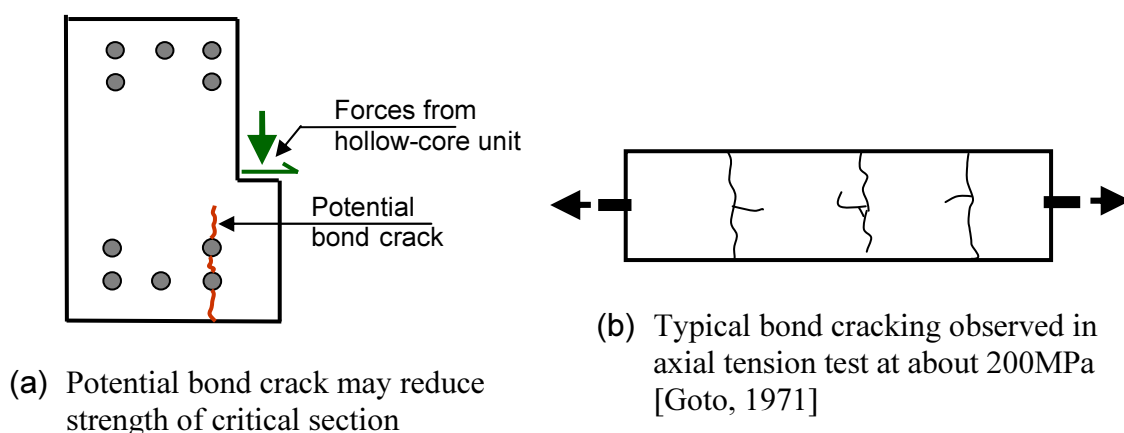 Forces from
hollow-core unit
Potential
bond crack
(a) Potential bond crack may reduce
strength of critical section
(b) Typical bond cracking observed in
axial tension test at about 200MPa
[Goto, 1971]